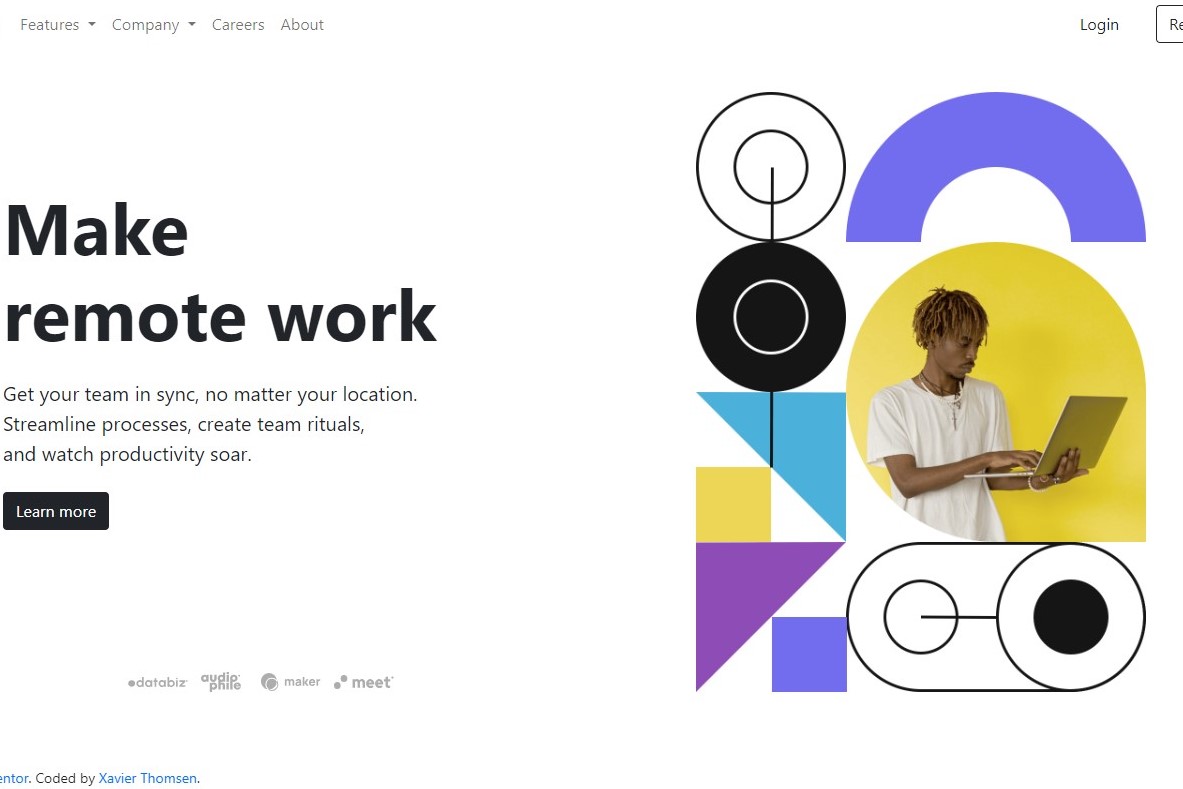 Features Company Careers About Login Re
Make
remote work
Get your team in sync, no matter your location.
Streamline processes, create team rituals,
and watch productivity soar.
Learn more
databiz audiophile maker meet
entor. Coded by Xavier Thomsen.